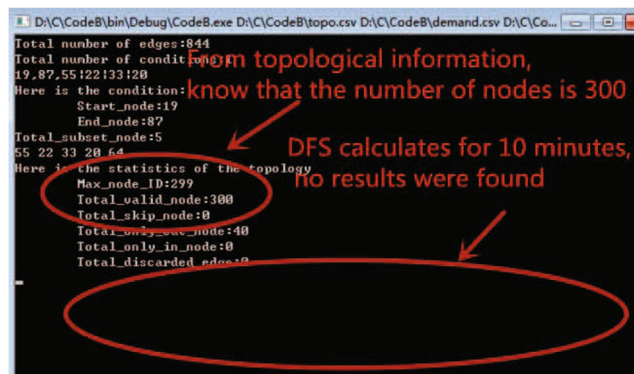 D:\C\CodeB\bin\Debug\CodeB.exe D:\C\CodeB\topo.csv D:\C\CodeB\demand.csv D:\C\Co...
Total number of edges:844
Total number of conditions:1
From topological information,
19,87,55|22|33|20
know that the number of nodes is 300
Here is the condition:
Start_node:19
End_node:87
Total_subset_node:5
55 22 33 20 64
DFS calculates for 10 minutes,
no results were found
Here is the statistics of the topology
Max_node_ID:299
Total_valid_node:300
Total_skip_node:0
Total_only_out_node:40
Total_only_in_node:0
Total_discarded_edge:0